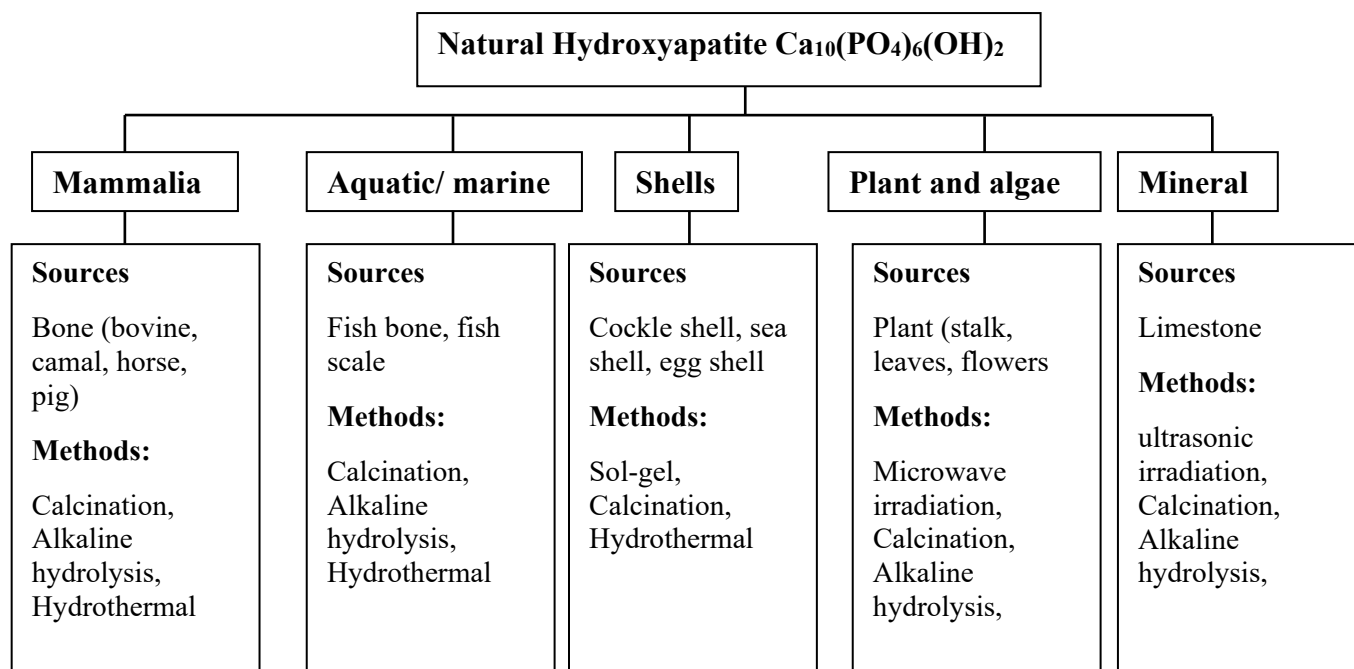 Natural Hydroxyapatite Ca₁₀(PO₄)₆(OH)₂
Mammalia
Aquatic/ marine
Shells
Plant and algae
Mineral
Sources
Bone (bovine,
camal, horse,
pig)
Methods:
Calcination,
Alkaline
hydrolysis,
Hydrothermal
Sources
Fish bone, fish
scale
Methods:
Calcination,
Alkaline
hydrolysis,
Hydrothermal
Sources
Cockle shell, sea
shell, egg shell
Methods:
Sol-gel,
Calcination,
Hydrothermal
Sources
Plant (stalk,
leaves, flowers
Methods:
Microwave
irradiation,
Calcination,
Alkaline
hydrolysis,
Sources
Limestone
Methods:
ultrasonic
irradiation,
Calcination,
Alkaline
hydrolysis,